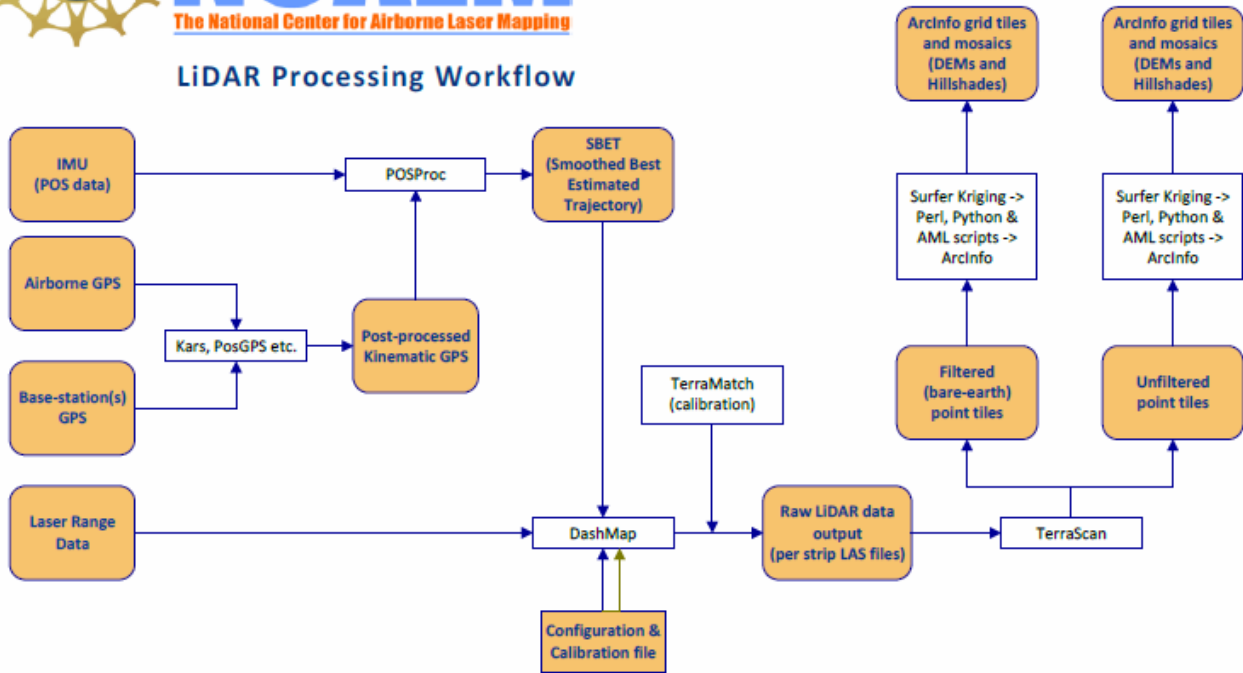 The National Center for Airborne Laser Mapping
LiDAR Processing Workflow
IMU
(POS data)
POSProc
SBET
(Smoothed Best
Estimated
Trajectory)
Airborne GPS
Kars, PosGPS etc.
Post-processed
Kinematic GPS
Base-station(s)
GPS
Laser Range
Data
DashMap
Configuration &
Calibration file
TerraMatch
(calibration)
Raw LiDAR data
output
(per strip LAS files)
TerraScan
Filtered
(bare-earth)
point tiles
Unfiltered
point tiles
Surfer Kriging ->
Perl, Python &
AML scripts ->
ArcInfo
Surfer Kriging ->
Perl, Python &
AML scripts ->
ArcInfo
ArcInfo grid tiles
and mosaics
(DEMs and
Hillshades)
ArcInfo grid tiles
and mosaics
(DEMs and
Hillshades)